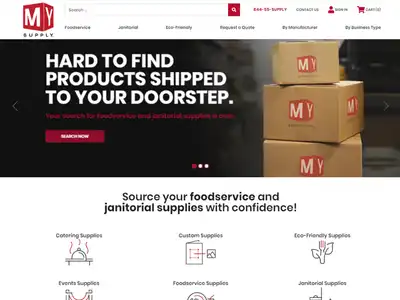 MY
SUPPLY
Search ...
844-55-SUPPLY
CONTACT US
SIGN IN
CART(0)
Foodservice
Janitorial
Eco-Friendly
Request a Quote
By Manufacturer
By Business Type
HARD TO FIND
PRODUCTS SHIPPED
TO YOUR DOORSTEP.
Your search for foodservice and janitorial supplies is over.
SEARCH NOW
MY
MY
MY
Source your foodservice and
janitorial supplies with confidence!
Catering Supplies
Custom Supplies
Eco-Friendly Supplies
Events Supplies
Foodservice Supplies
Janitorial Supplies